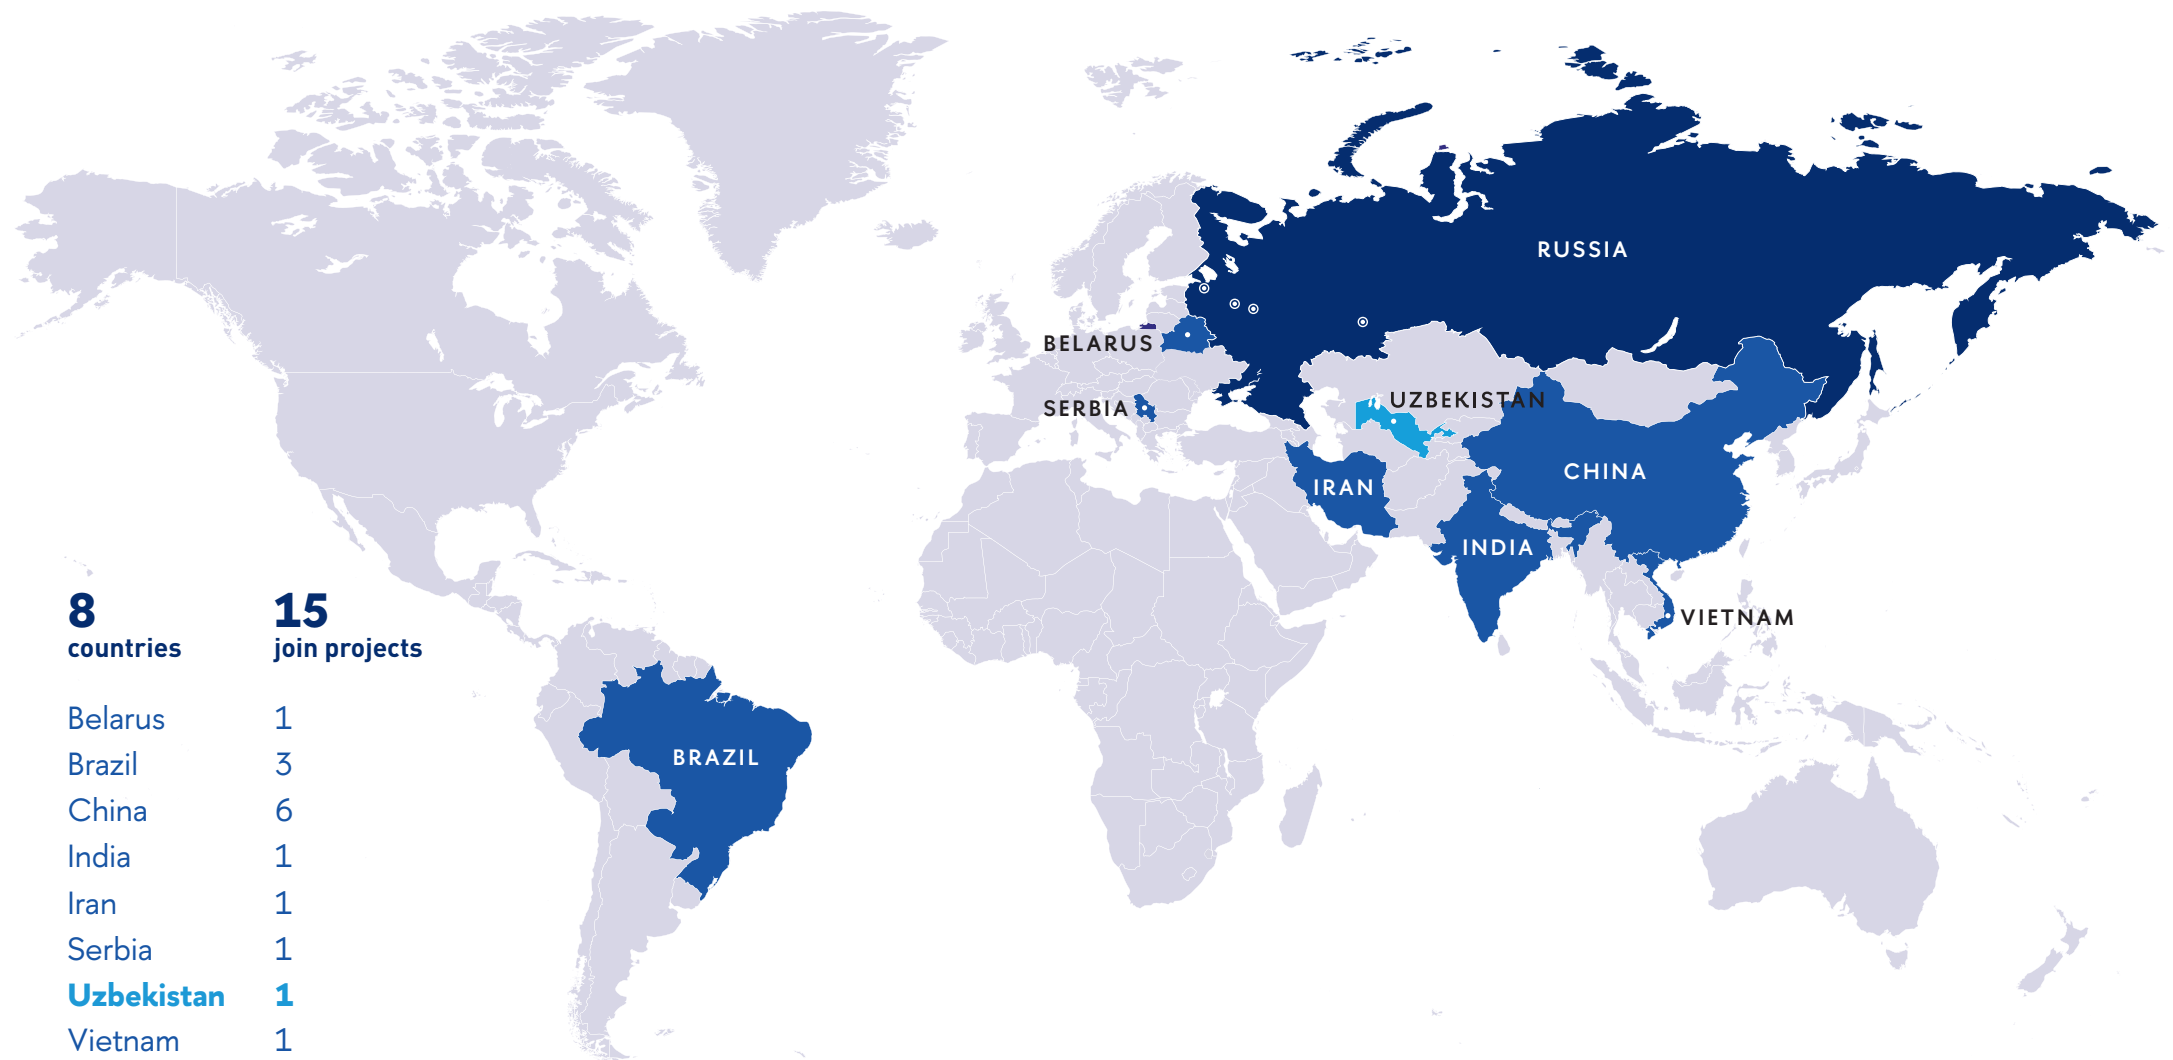 RUSSIA
BELARUS
UZBEKISTAN
SERBIA
CHINA
IRAN
INDIA
VIETNAM
BRAZIL
8 15
countries join projects
Belarus 1
Brazil 3
China 6
India 1
Iran 1
Serbia 1
Uzbekistan 1
Vietnam 1